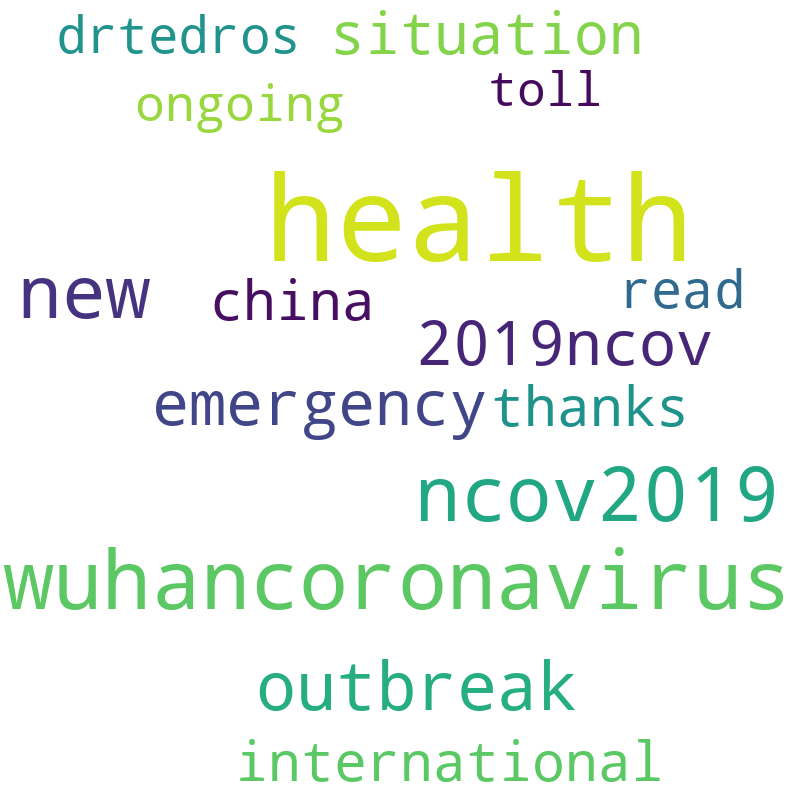 drtedros situation
ongoing toll
health
new china read
2019ncov
emergency thanks
ncov2019
wuhancoronavirus
outbreak
international